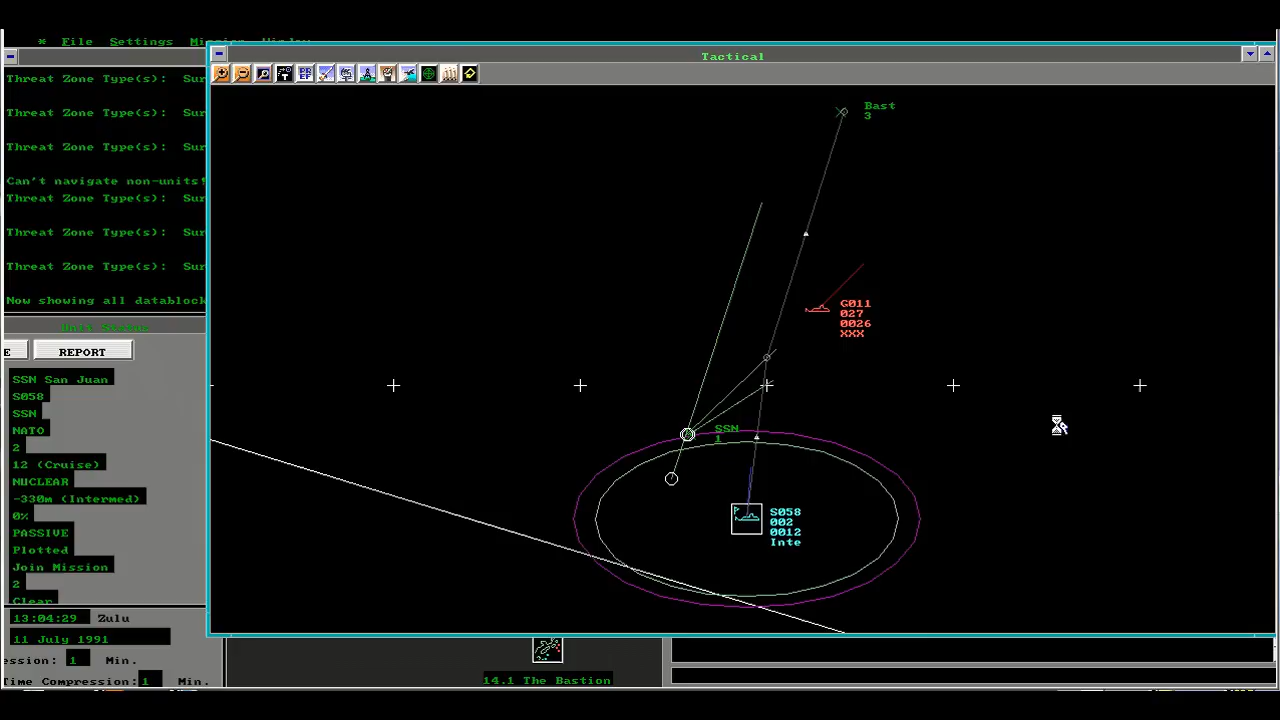 * File Settings Mission Window
Tactical
Threat Zone Type(s): Sur
Threat Zone Type(s): Sur
Threat Zone Type(s): Sur
Can't navigate non-units!
Threat Zone Type(s): Sur
Threat Zone Type(s): Sur
Threat Zone Type(s): Sur
Now showing all datablock
E
REPORT
SSN San Juan
S058
SSN
NATO
2
12 (Cruise)
NUCLEAR
-330m (Intermed)
0%
PASSIVE
Plotted
Join Mission
2
Clear
13:04:29 Zulu
11 July 1991
ession: 1 Min.
Time Compression: 1 Min.
Bast
3
G011
027
0026
XXX
SSN
1
S058
002
0012
Inte
14.1 The Bastion